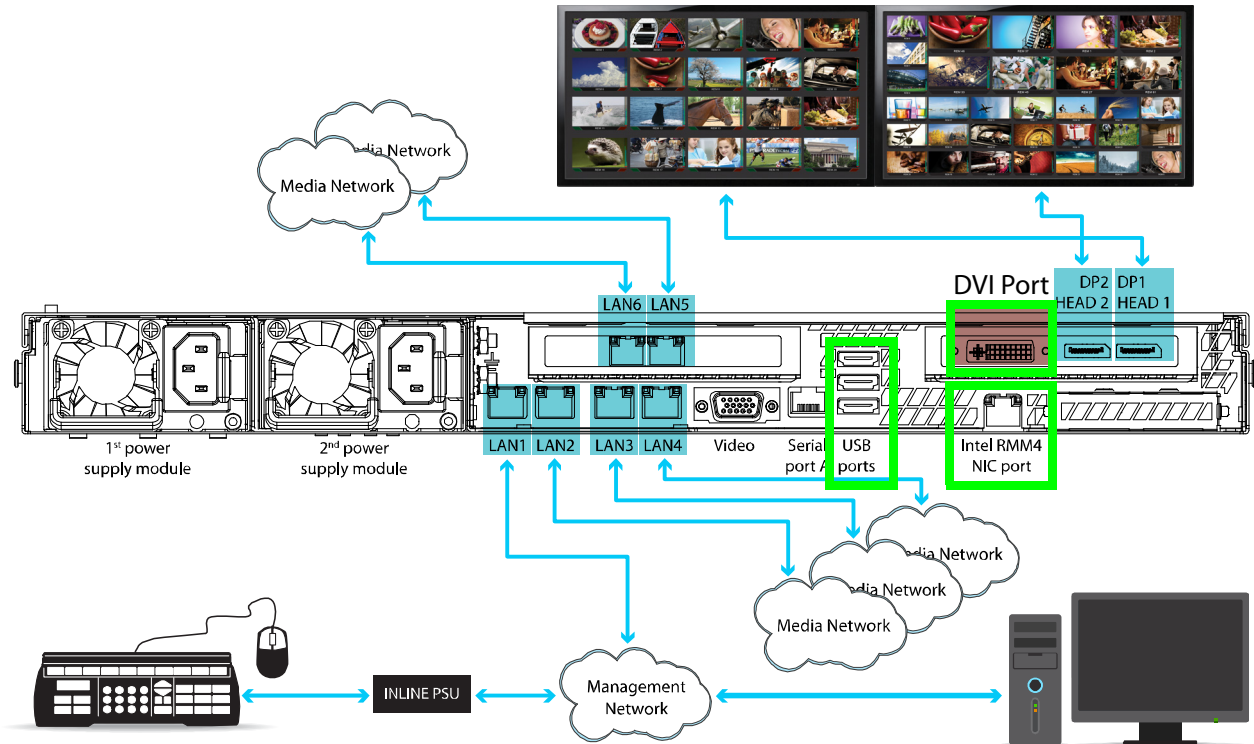 Media Network
Media Network
DVI Port
DP2 DP1
HEAD 2 HEAD 1
LAN6 LAN5
1st power
supply module
2nd power
supply module
LAN1 LAN2 LAN3 LAN4
Video
Serial
port A
USB
ports
Intel RMM4
NIC port
Media Network
Media Network
Media Network
INLINE PSU
Management
Network